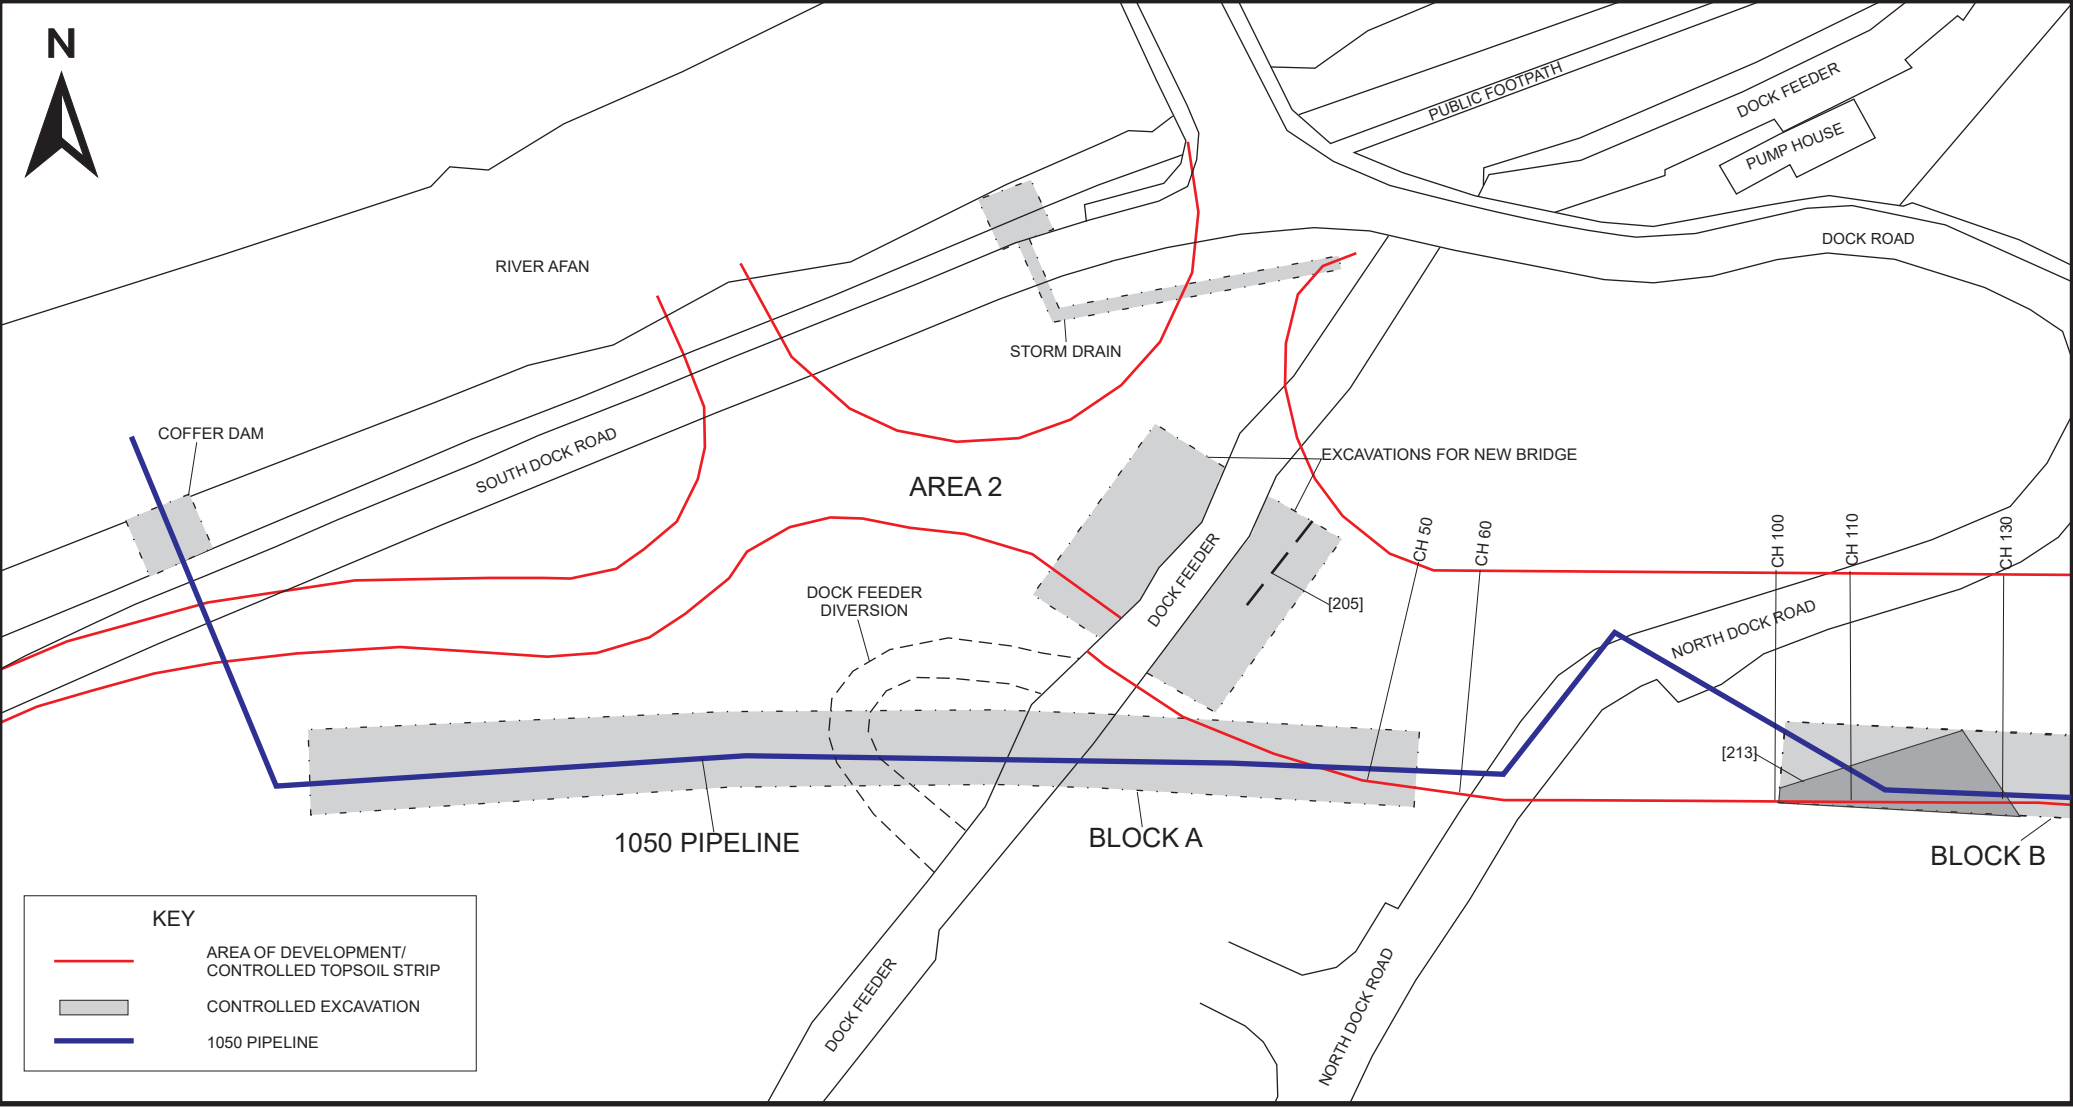 N
PUBLIC FOOTPATH
DOCK FEEDER
PUMP HOUSE
DOCK ROAD
RIVER AFAN
STORM DRAIN
COFFER DAM
SOUTH DOCK ROAD
EXCAVATIONS FOR NEW BRIDGE
AREA 2
CH 50
CH 60
CH 100
CH 110
CH 130
DOCK FEEDER
DIVERSION
DOCK FEEDER
[205]
NORTH DOCK ROAD
[213]
1050 PIPELINE
BLOCK A
BLOCK B
KEY
AREA OF DEVELOPMENT/
CONTROLLED TOPSOIL STRIP
CONTROLLED EXCAVATION
1050 PIPELINE
DOCK FEEDER
NORTH DOCK ROAD